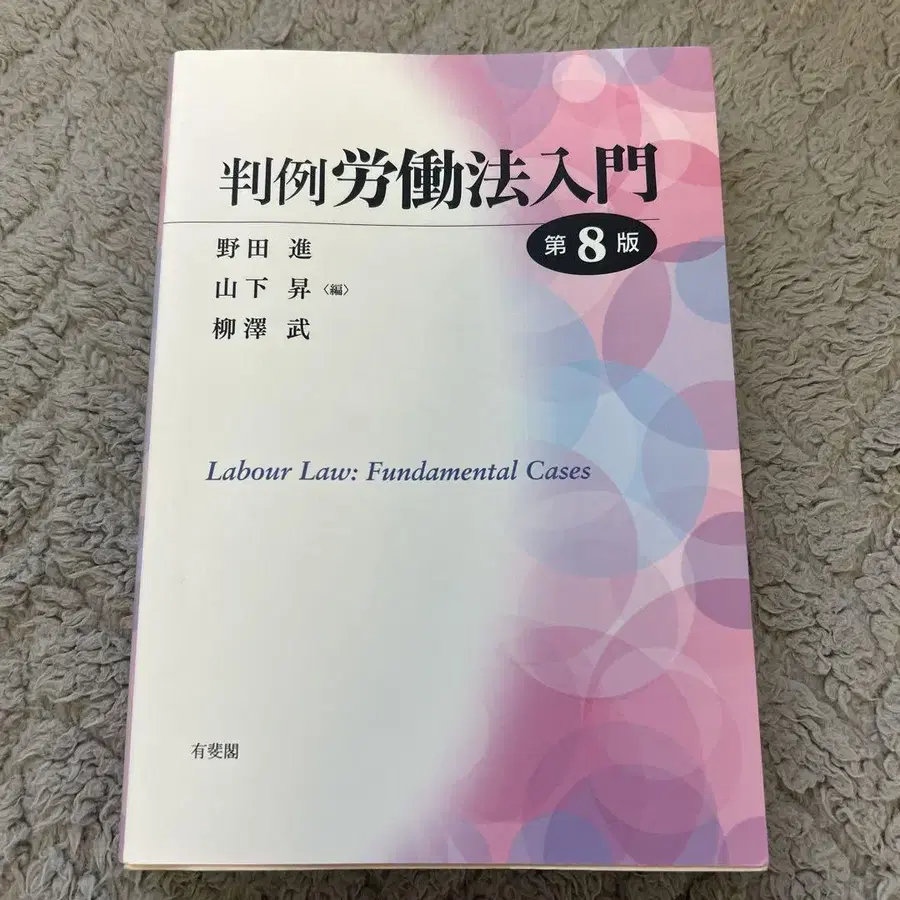 判例 労働法入門
第8版
野田 進
山下 昇〈編〉
柳澤 武
Labour Law: Fundamental Cases
有斐閣